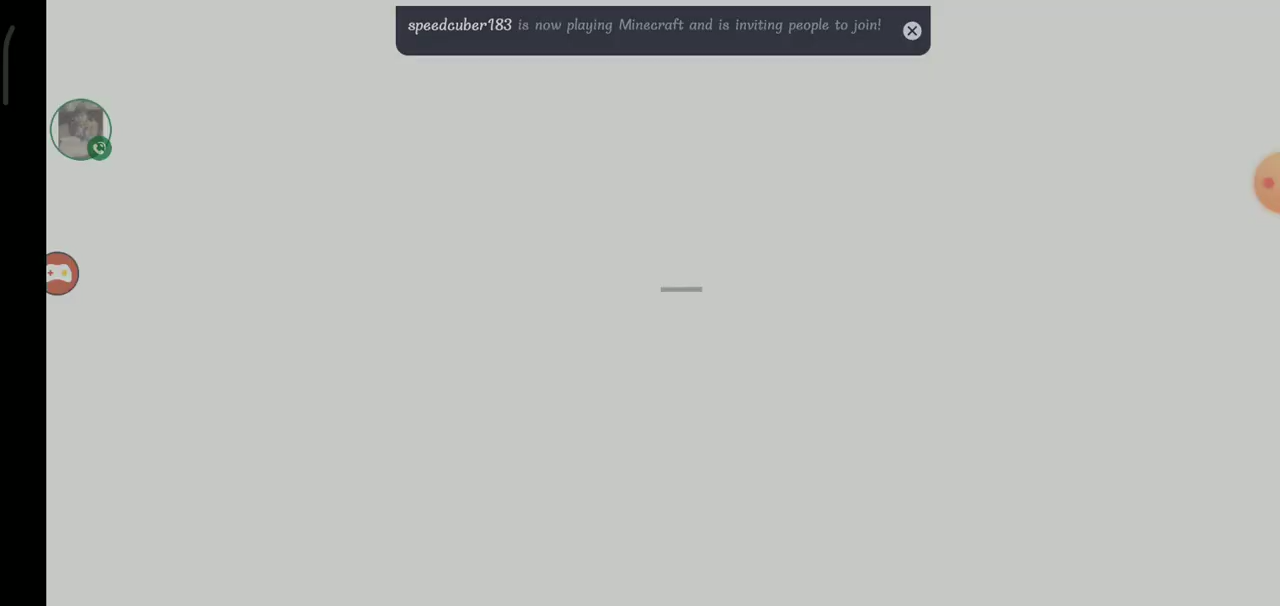 speedcuber183 is now playing Minecraft and is inviting people to join!